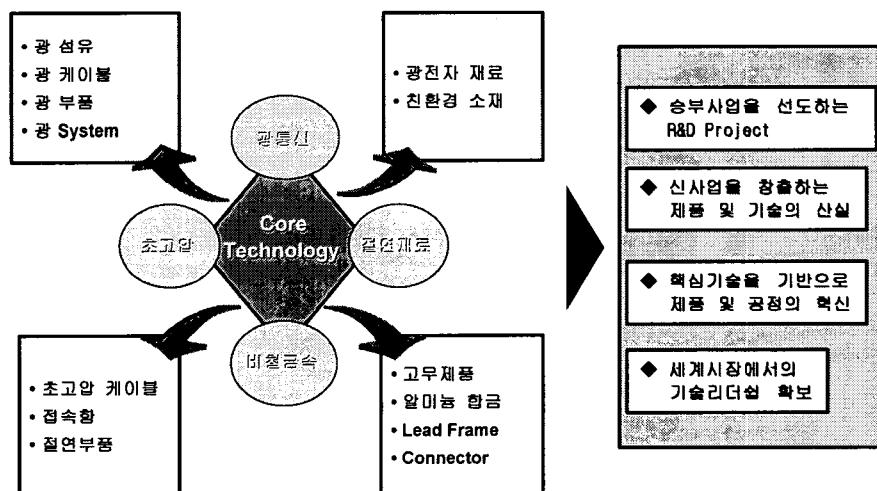 • 광 섬유
• 광 케이블
• 광 부품
• 광 System
• 광전자 재료
• 친환경 소재
광통신
초고압
Core
Technology
절연재료
비철금속
• 초고압 케이블
• 접속함
• 절연부품
• 고무제품
• 알미늄 합금
• Lead Frame
• Connector
◆ 승부사업을 선도하는
R&D Project
◆ 신사업을 창출하는
제품 및 기술의 산실
◆ 핵심기술을 기반으로
제품 및 공정의 혁신
◆ 세계시장에서의
기술리더쉽 확보